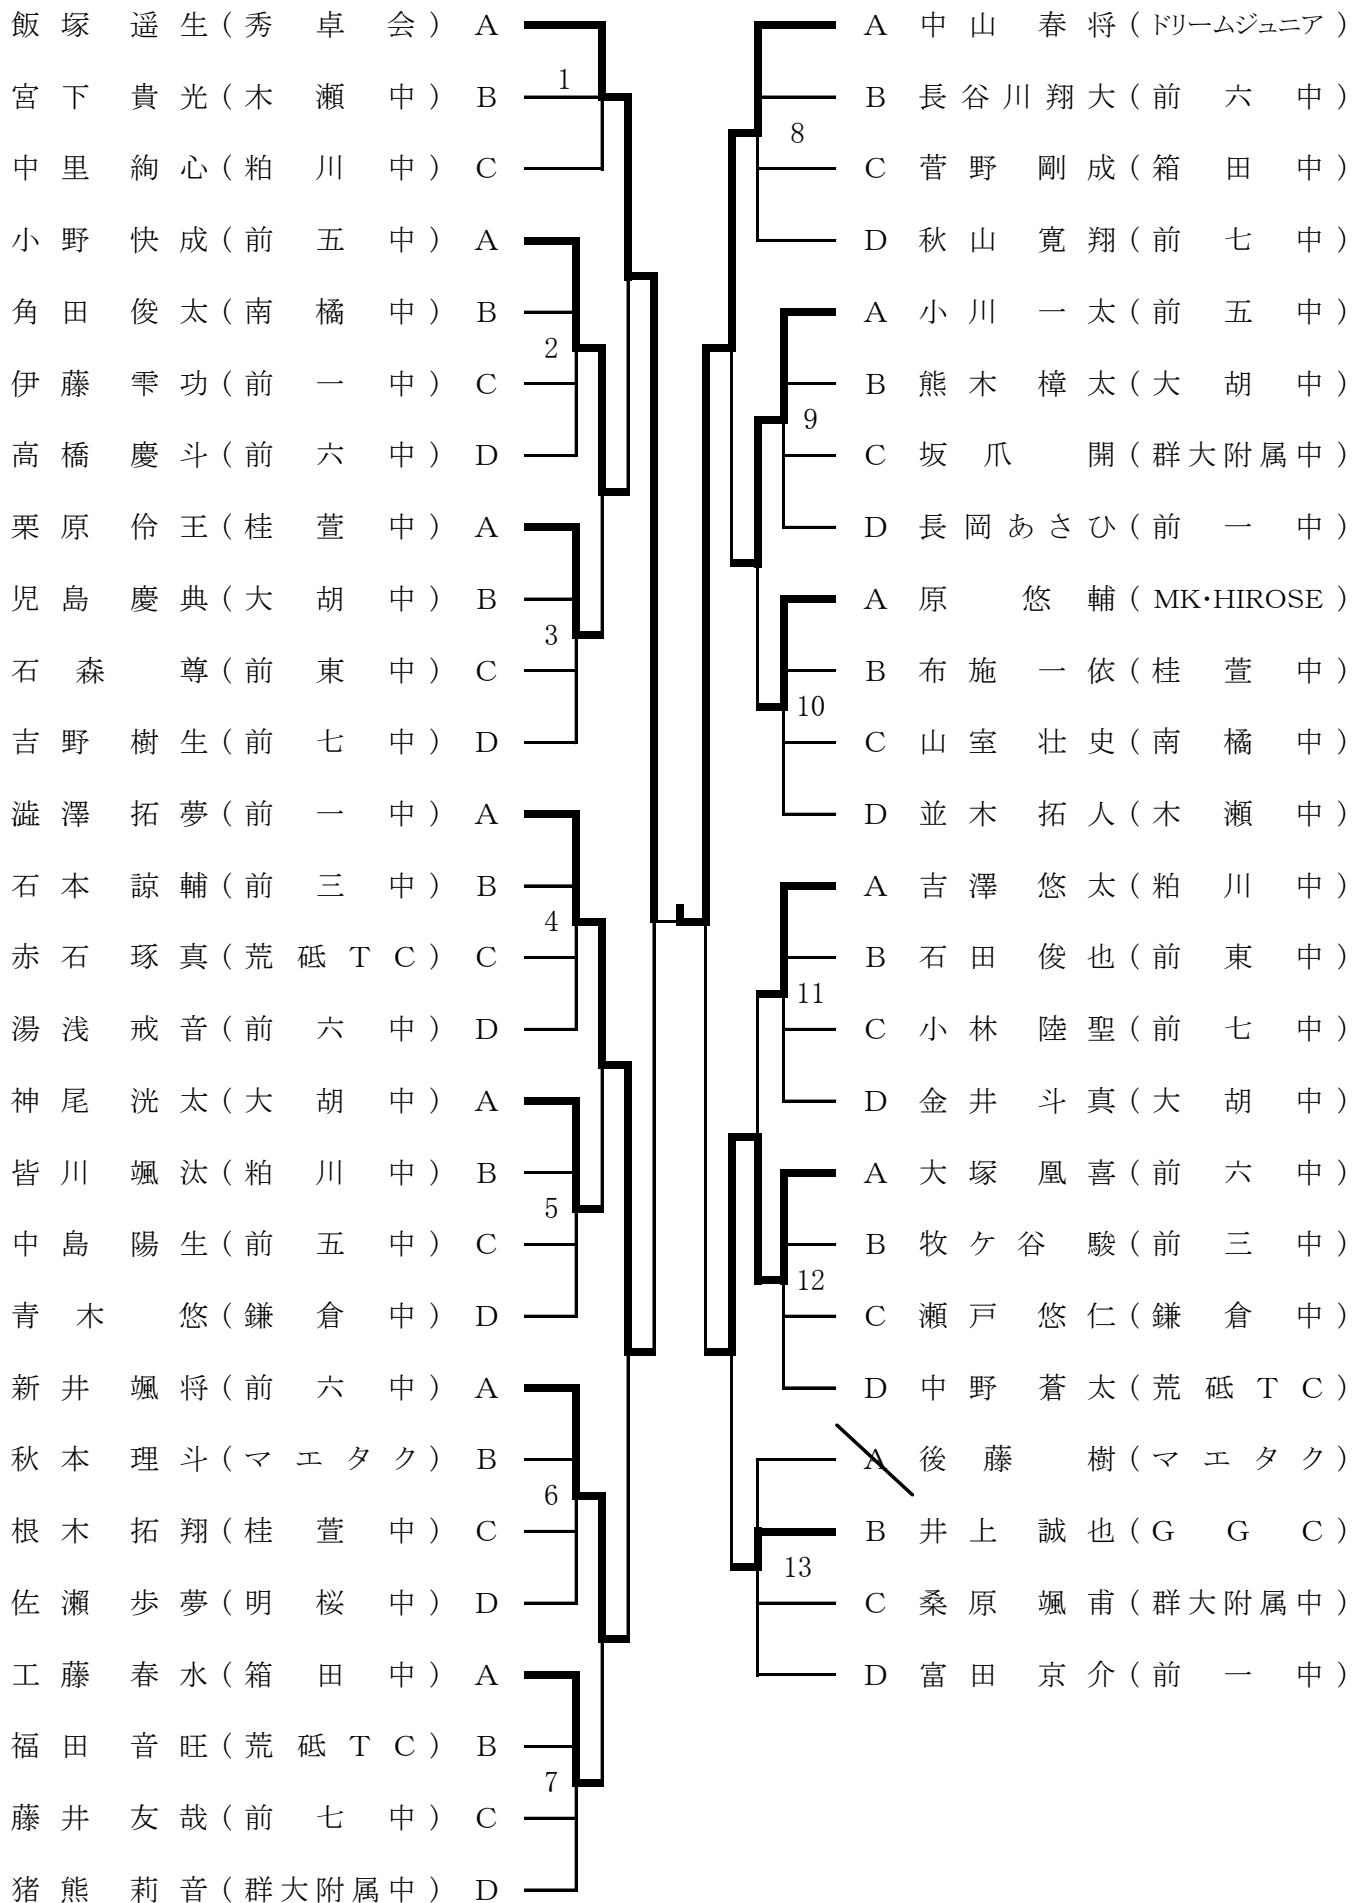 飯塚遥生(秀卓会) A
1
宮下貴光(木瀬中) B
中里絢心(粕川中) C
小野快成(前五中) A
角田俊太(南橘中) B
2
伊藤雫功(前一中) C
高橋慶斗(前六中) D
栗原伶王(桂萱中) A
児島慶典(大胡中) B
3
石森尊(前東中) C
吉野樹生(前七中) D
澁澤拓夢(前一中) A
石本諒輔(前三中) B
4
赤石琢真(荒砥TC) C
湯浅戒音(前六中) D
神尾洸太(大胡中) A
皆川颯汰(粕川中) B
5
中島陽生(前五中) C
青木悠(鎌倉中) D
新井颯将(前六中) A
秋本理斗(マエタク) B
6
根木拓翔(桂萱中) C
佐瀬歩夢(明桜中) D
工藤春水(箱田中) A
福田音旺(荒砥TC) B
7
藤井友哉(前七中) C
猪熊莉音(群大附属中) D
A 中山春将(ドリームジュニア)
B 長谷川翔大(前六中)
8
C 菅野剛成(箱田中)
D 秋山寛翔(前七中)
A 小川一太(前五中)
B 熊木樟太(大胡中)
9
C 坂爪開(群大附属中)
D 長岡あさひ(前一中)
A 原悠輔(MK・HIROSE)
B 布施一依(桂萱中)
10
C 山室壮史(南橘中)
D 並木拓人(木瀬中)
A 吉澤悠太(粕川中)
B 石田俊也(前東中)
11
C 小林陸聖(前七中)
D 金井斗真(大胡中)
A 大塚凰喜(前六中)
B 牧ケ谷駿(前三中)
12
C 瀬戸悠仁(鎌倉中)
D 中野蒼太(荒砥TC)
A 後藤樹(マエタク)
B 井上誠也(GGC)
13
C 桑原颯甫(群大附属中)
D 富田京介(前一中)